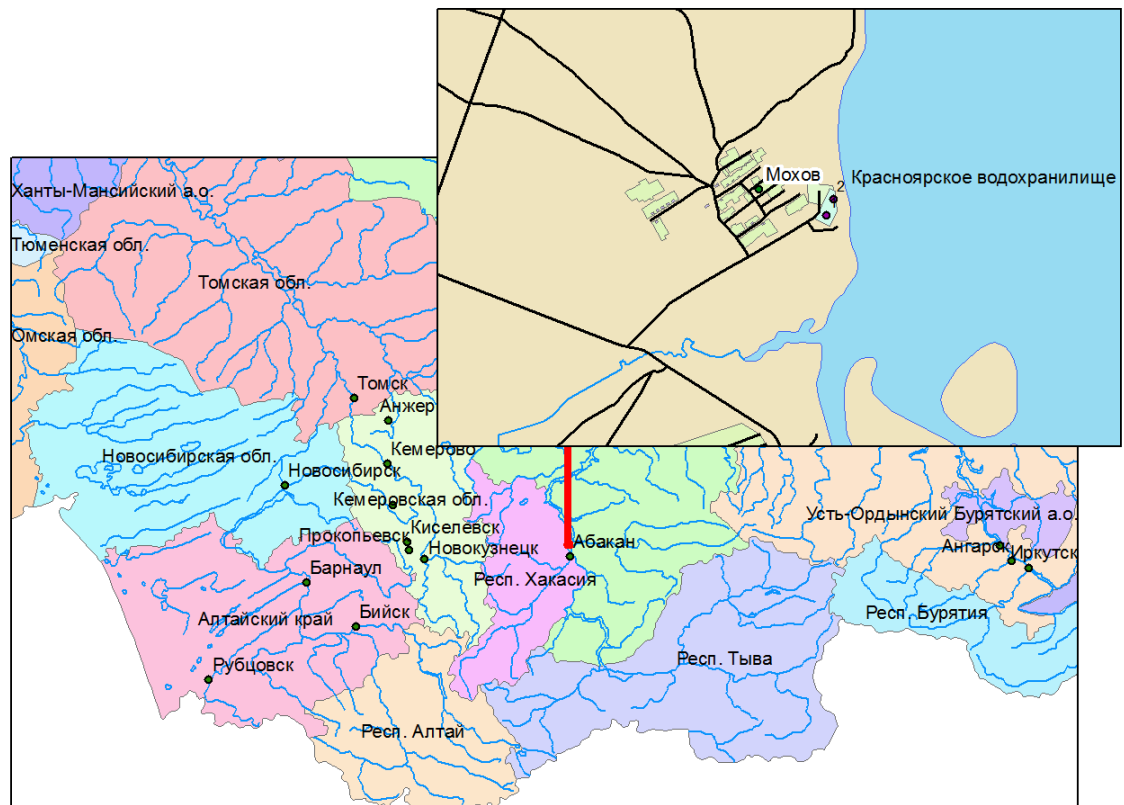 Мохов
2
Красноярское водохранилище
Ханты-Мансийский а.о.
Тюменская обл.
Томская обл.
Омская обл.
Томск
Анжер
Новосибирская обл.
Кемерово
Новосибирск
Кемеровская обл.
Усть-Ордынский Бурятский а.о.
Киселевск
Прокопьевск
Абакан
Ангарск
Новокузнецк
Иркутск
Барнаул
Респ. Хакасия
Алтайский край
Бийск
Респ. Бурятия
Рубцовск
Респ. Тыва
Респ. Алтай